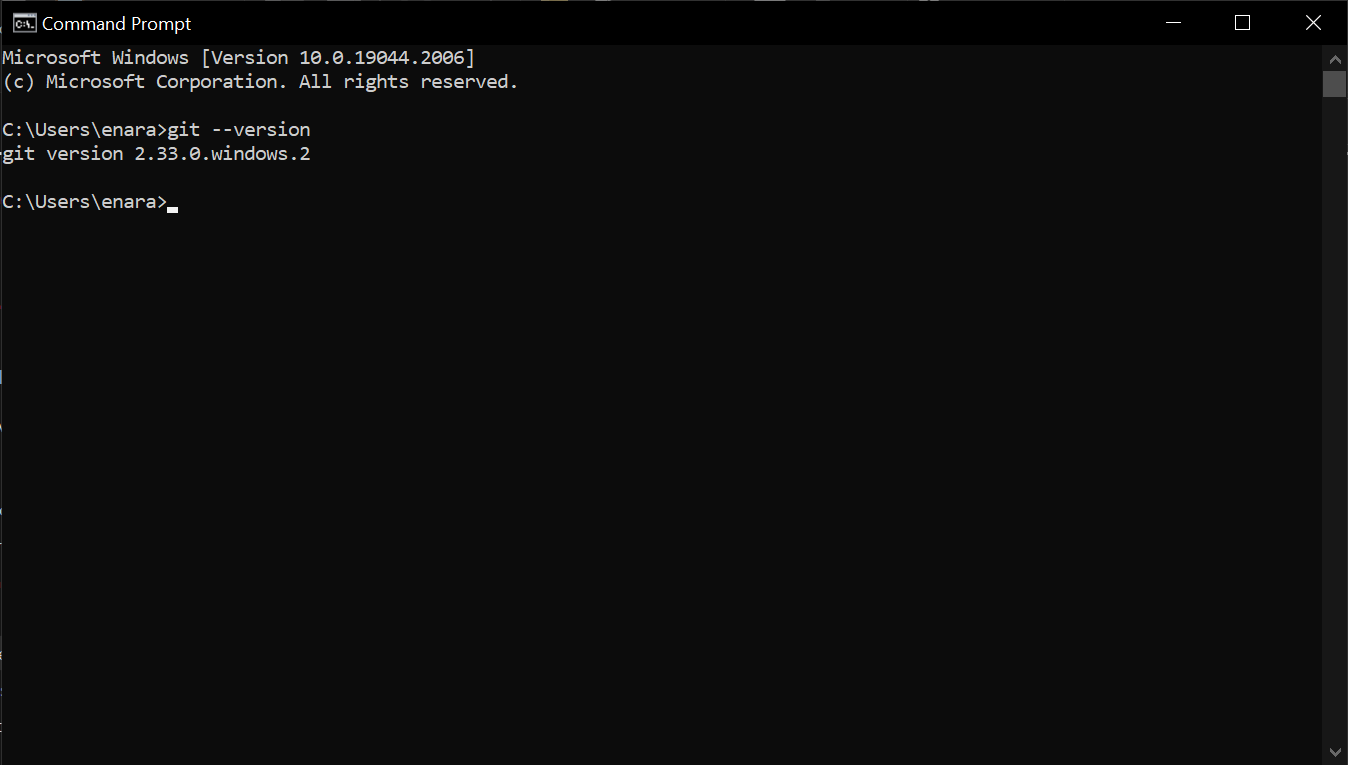 Command Prompt
Microsoft Windows [Version 10.0.19044.2006]
(c) Microsoft Corporation. All rights reserved.
C:\Users\enara>git --version
git version 2.33.0.windows.2
C:\Users\enara>